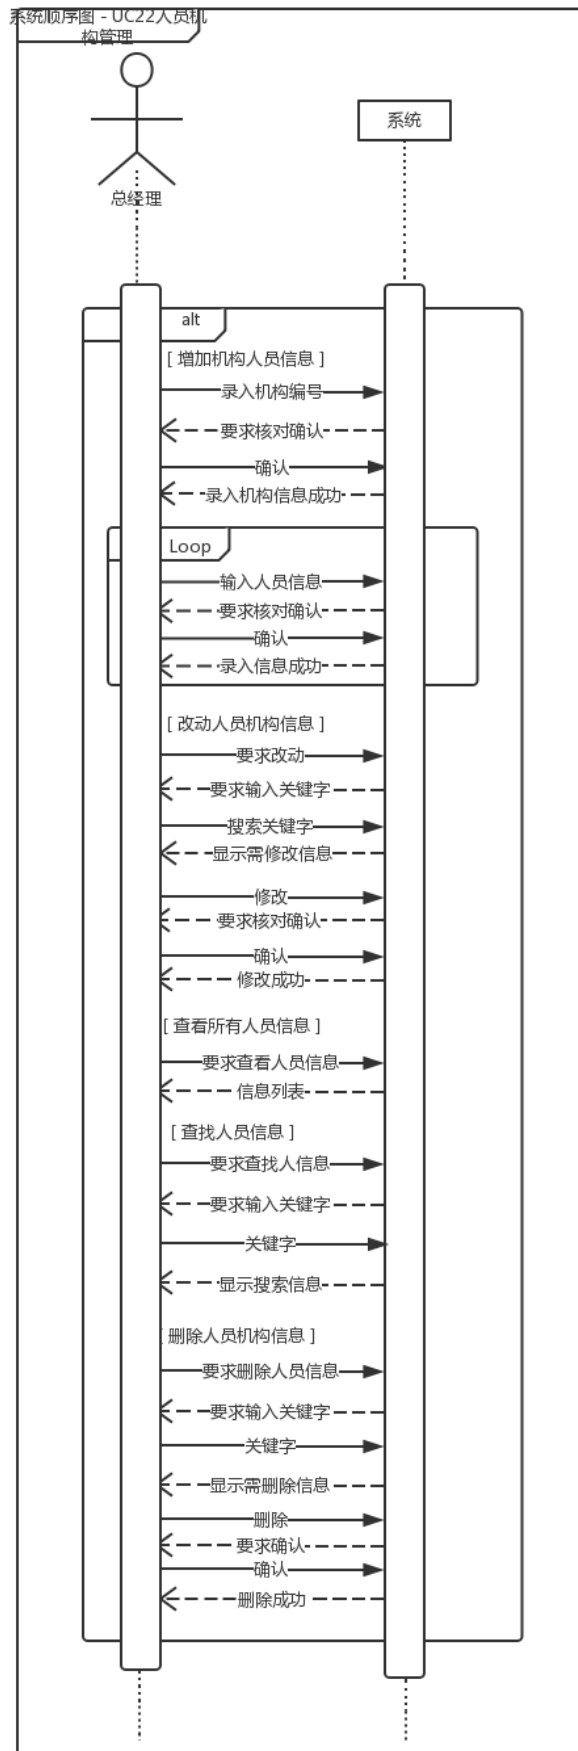 系统顺序图 - UC22人员机
构管理
系统
总经理
alt
[ 增加机构人员信息 ]
录入机构编号
要求核对确认
确认
录入机构信息成功
Loop
输入人员信息
要求核对确认
确认
录入信息成功
[ 改动人员机构信息 ]
要求改动
要求输入关键字
搜索关键字
显示需修改信息
修改
要求核对确认
确认
修改成功
[ 查看所有人员信息 ]
要求查看人员信息
信息列表
[ 查找人员信息 ]
要求查找人信息
要求输入关键字
关键字
显示搜索信息
[ 删除人员机构信息 ]
要求删除人员信息
要求输入关键字
关键字
显示需删除信息
删除
要求确认
确认
删除成功